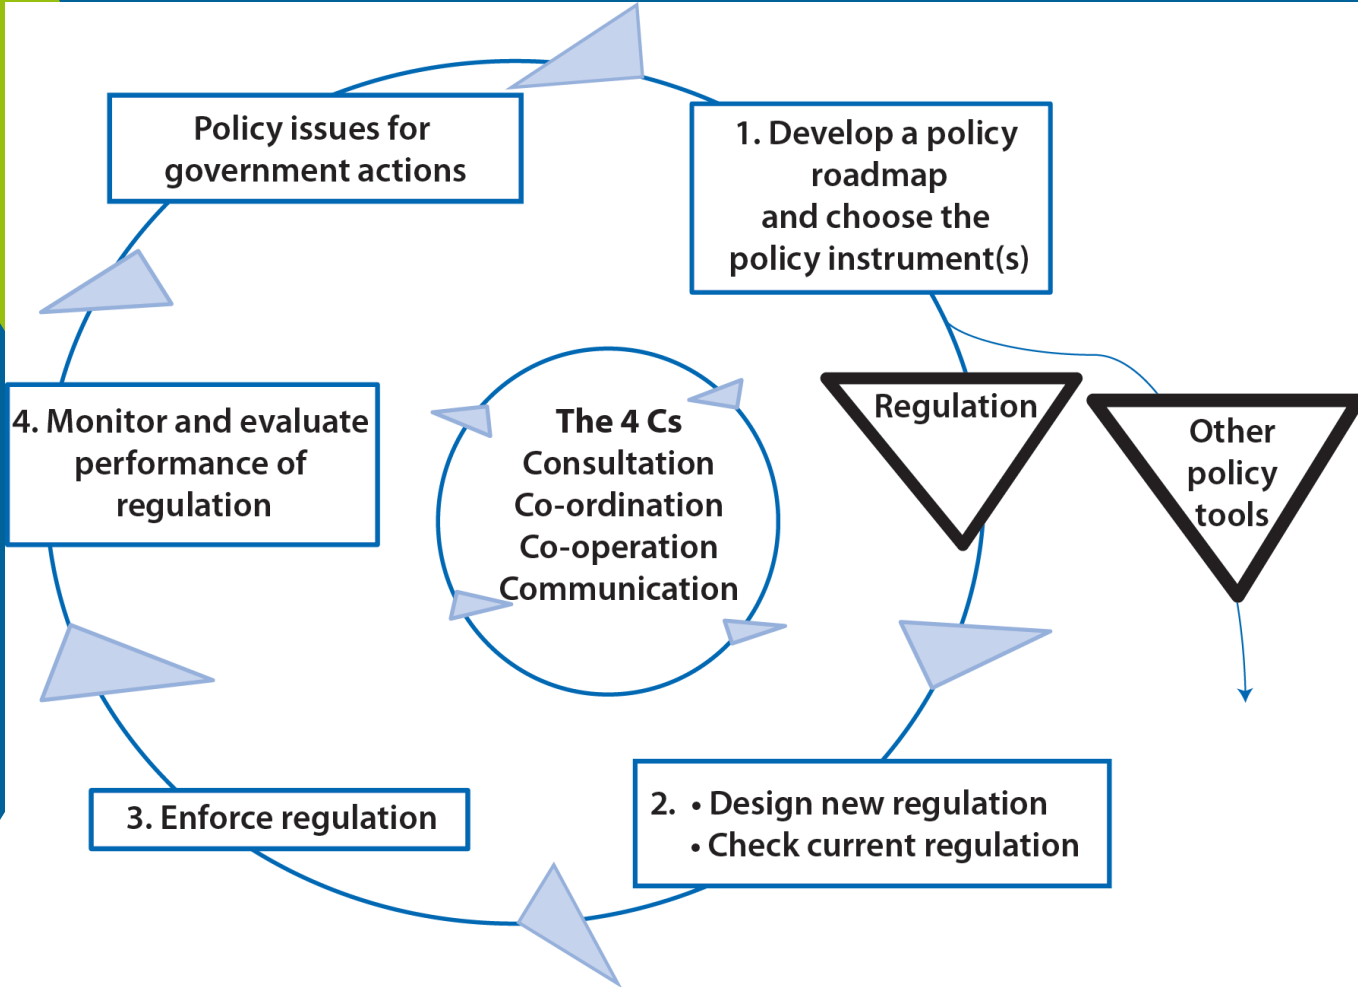 Policy issues for
government actions
1. Develop a policy
roadmap
and choose the
policy instrument(s)
Regulation
Other
policy
tools
The 4 Cs
Consultation
Co-ordination
Co-operation
Communication
4. Monitor and evaluate
performance of
regulation
3. Enforce regulation
2. • Design new regulation
• Check current regulation